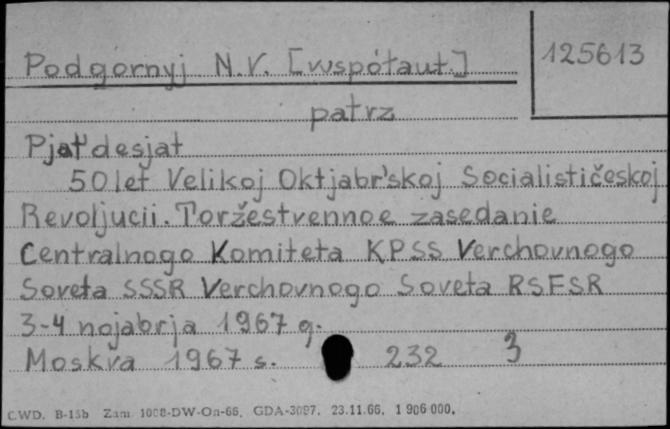 Podgornyj N.V. [współaut.] 125613
patrz
Pjat'desjat
50 let Velikoj Oktjabr'skoj Socialističeskoj
Revoljucii. Toržestvennoe zasedanie
Centralnogo Komiteta KPSS Verchovnogo
Soveta SSSR Verchovnogo Soveta RSFSR
3-4 nojabrja 1967 g.
Moskva 1967 s. 232 3
CWD. B-15b Zam. 1008-DW-On-66. GDA-3097. 23.11.66. 1 906 000.